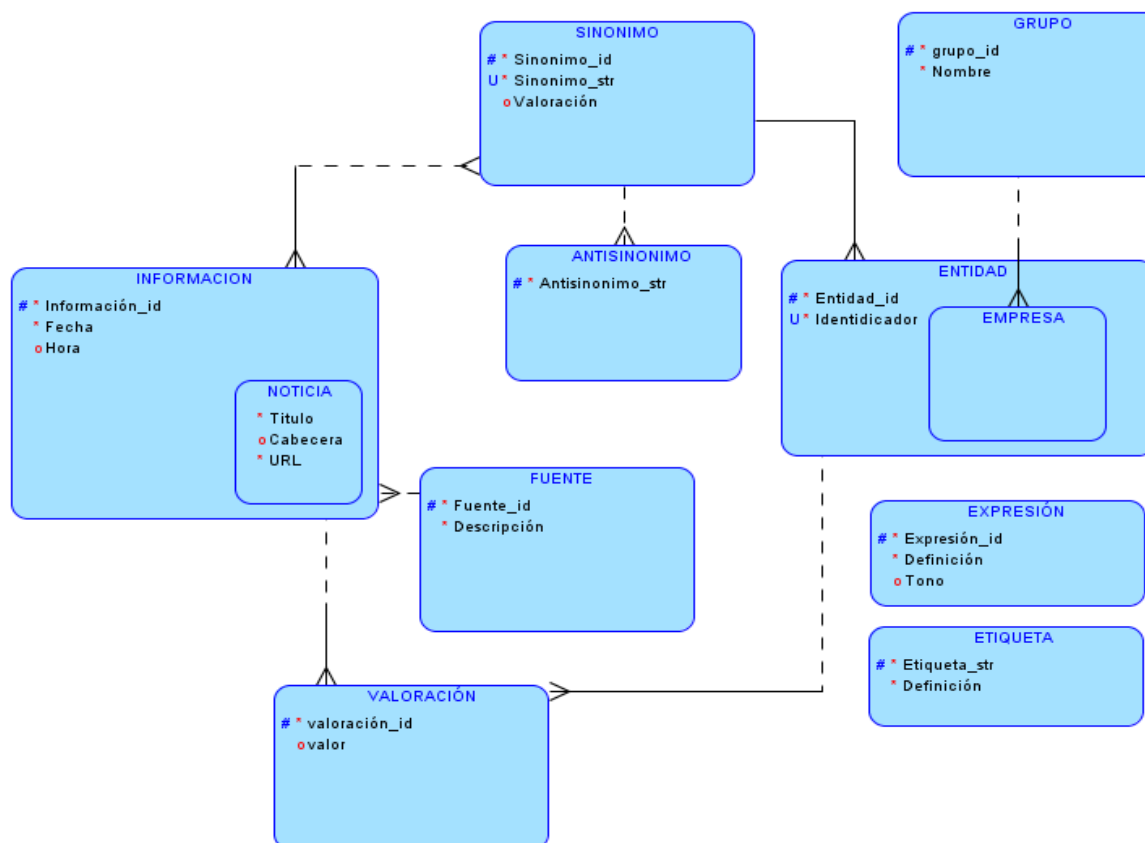 SINONIMO
# * Sinonimo_id
U * Sinonimo_str
o Valoración
GRUPO
# * grupo_id
* Nombre
ANTISINONIMO
# * Antisinonimo_str
INFORMACION
# * Información_id
* Fecha
o Hora
NOTICIA
* Titulo
o Cabecera
* URL
ENTIDAD
# * Entidad_id
U * Identidicador
EMPRESA
FUENTE
# * Fuente_id
* Descripción
EXPRESIÓN
# * Expresión_id
* Definición
o Tono
ETIQUETA
# * Etiqueta_str
* Definición
VALORACIÓN
# * valoración_id
o valor